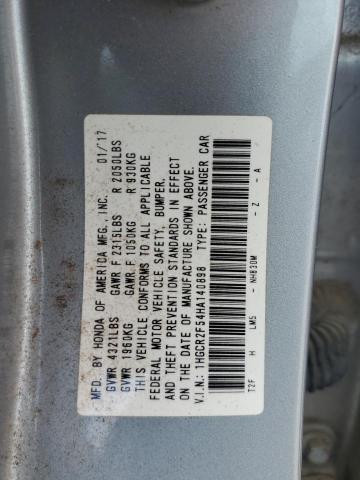 MFD. BY HONDA OF AMERICA MFG., INC. 01/17
GVWR 4321LBS GAWR F 2315LBS R 2050LBS
GVWR 1960KG GAWR F 1050KG R 930KG
THIS VEHICLE CONFORMS TO ALL APPLICABLE
FEDERAL MOTOR VEHICLE SAFETY, BUMPER,
AND THEFT PREVENTION STANDARDS IN EFFECT
ON THE DATE OF MANUFACTURE SHOWN ABOVE.
V.I.N.: 1HGCR2F54HA140898 TYPE: PASSENGER CAR
T2F H LM5 - NH830M - Z - A